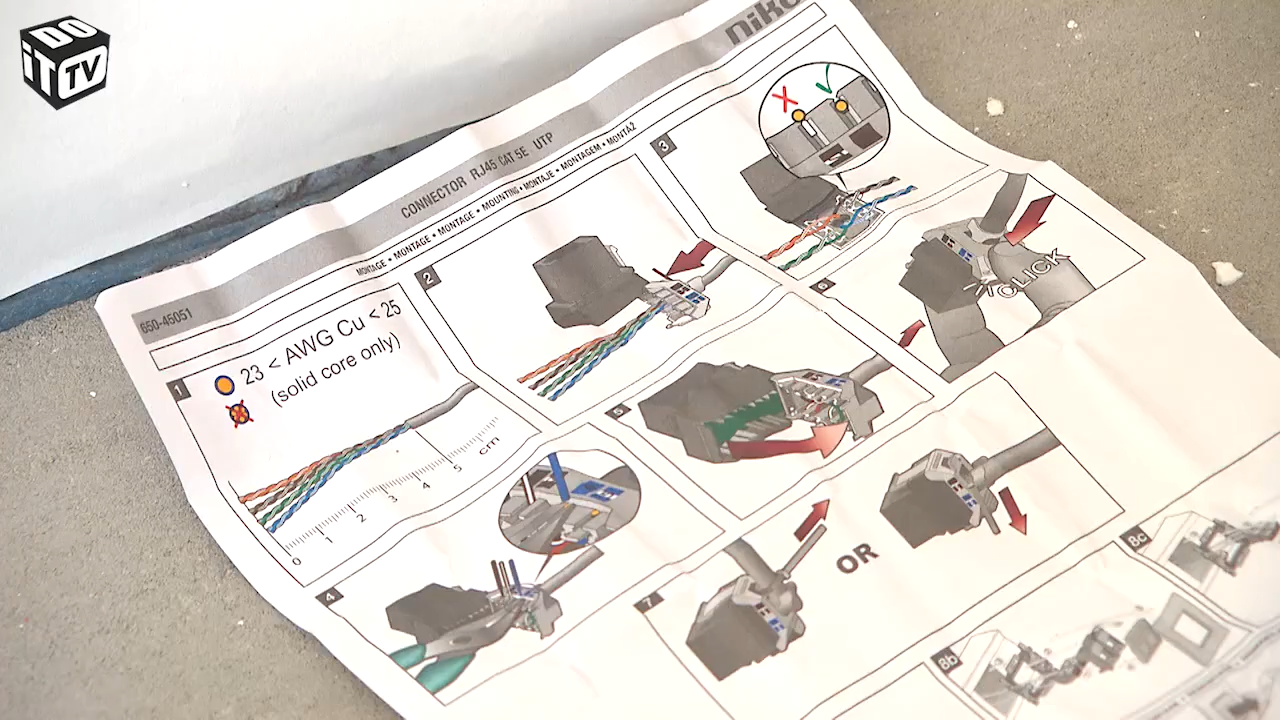 DO
iT
TV
niko
650-45051
CONNECTOR RJ45 CAT 5E UTP
MONTAGE • MONTAGE • MONTAGE • MOUNTING • MONTAJE • MONTAGEM • MONTÁŽ
1
23 < AWG Cu < 25
(solid core only)
0 1 2 3 4 5 cm
2
3
4
5
6
CLICK
7
OR
8b
8c